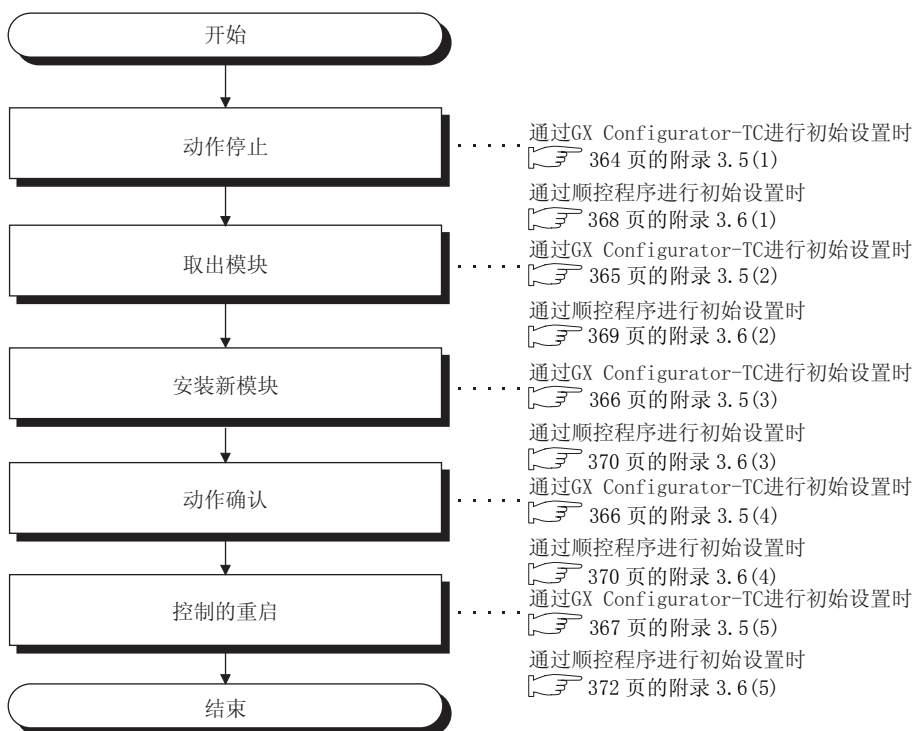 开始
动作停止
通过GX Configurator-TC进行初始设置时
364 页的附录 3.5(1)
通过顺控程序进行初始设置时
368 页的附录 3.6(1)
取出模块
通过GX Configurator-TC进行初始设置时
365 页的附录 3.5(2)
通过顺控程序进行初始设置时
369 页的附录 3.6(2)
安装新模块
通过GX Configurator-TC进行初始设置时
366 页的附录 3.5(3)
通过顺控程序进行初始设置时
370 页的附录 3.6(3)
动作确认
通过GX Configurator-TC进行初始设置时
366 页的附录 3.5(4)
通过顺控程序进行初始设置时
370 页的附录 3.6(4)
控制的重启
通过GX Configurator-TC进行初始设置时
367 页的附录 3.5(5)
通过顺控程序进行初始设置时
372 页的附录 3.6(5)
结束